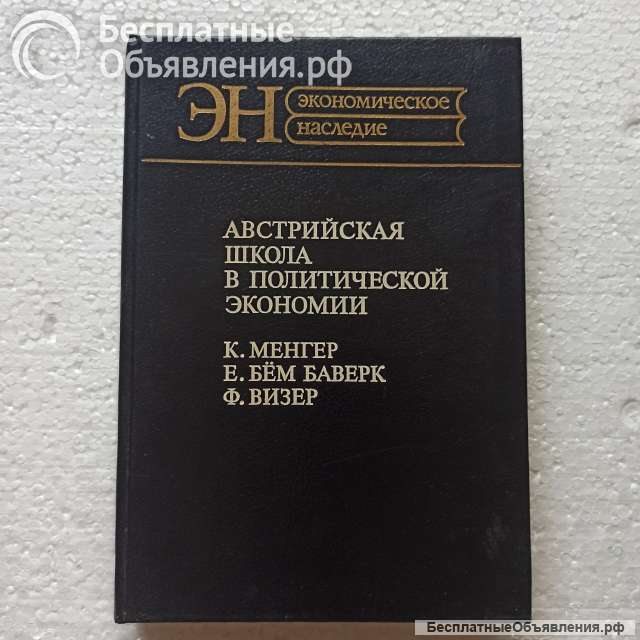 Бесплатные
Объявления.рф
ЭН экономическое
наследие
АВСТРИЙСКАЯ
ШКОЛА
В ПОЛИТИЧЕСКОЙ
ЭКОНОМИИ
К. МЕНГЕР
Е. БЁМ БАВЕРК
Ф. ВИЗЕР
БесплатныеОбъявления.рф